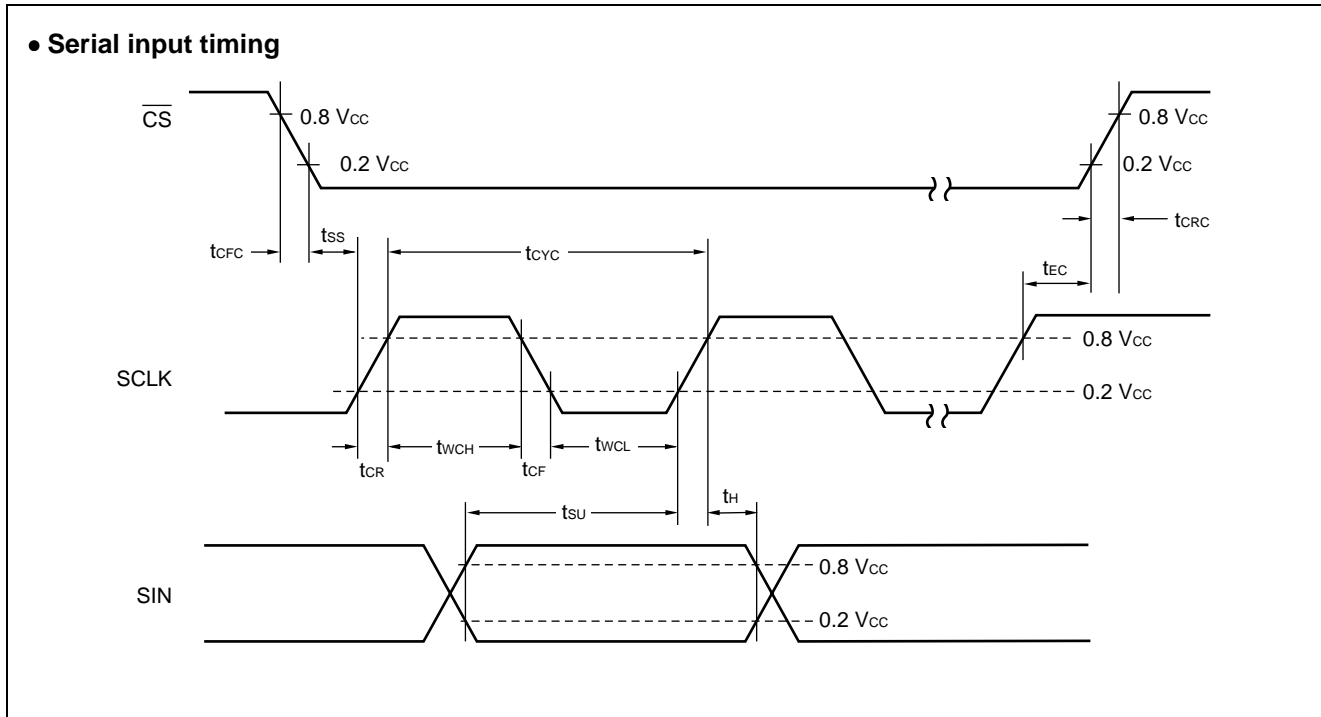 • Serial input timing
CS
0.8 VCC
0.8 VCC
0.2 VCC
0.2 VCC
tCFC
tSS
tCYC
tCRC
tEC
SCLK
0.8 VCC
0.2 VCC
tCR
tWCH
tCF
tWCL
tSU
tH
SIN
0.8 VCC
0.2 VCC